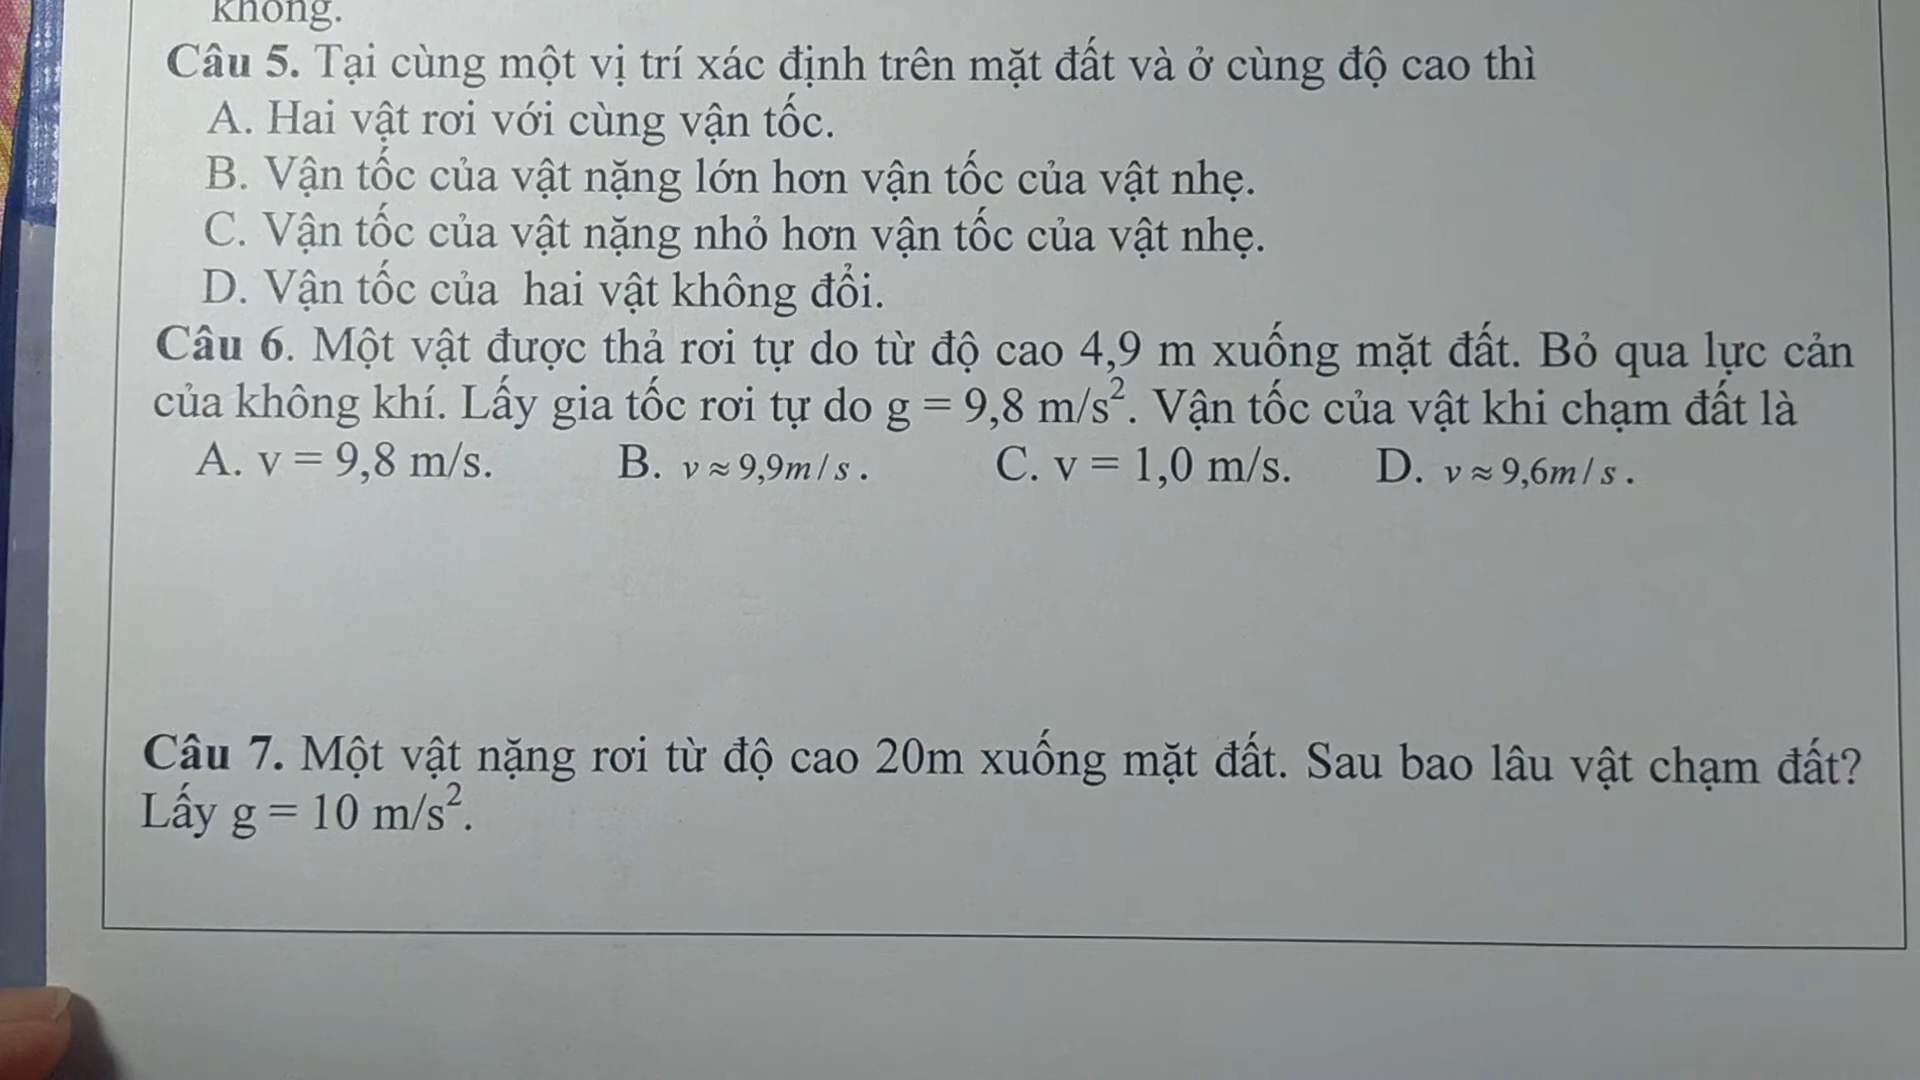 không.
Câu 5. Tại cùng một vị trí xác định trên mặt đất và ở cùng độ cao thì
A. Hai vật rơi với cùng vận tốc.
B. Vận tốc của vật nặng lớn hơn vận tốc của vật nhẹ.
C. Vận tốc của vật nặng nhỏ hơn vận tốc của vật nhẹ.
D. Vận tốc của hai vật không đổi.
Câu 6. Một vật được thả rơi tự do từ độ cao 4,9 m xuống mặt đất. Bỏ qua lực cản
của không khí. Lấy gia tốc rơi tự do g = 9,8 m/s². Vận tốc của vật khi chạm đất là
A. v = 9,8 m/s. B. v ≈ 9,9m / s . C. v = 1,0 m/s. D. v ≈ 9,6m / s .
Câu 7. Một vật nặng rơi từ độ cao 20m xuống mặt đất. Sau bao lâu vật chạm đất?
Lấy g = 10 m/s².